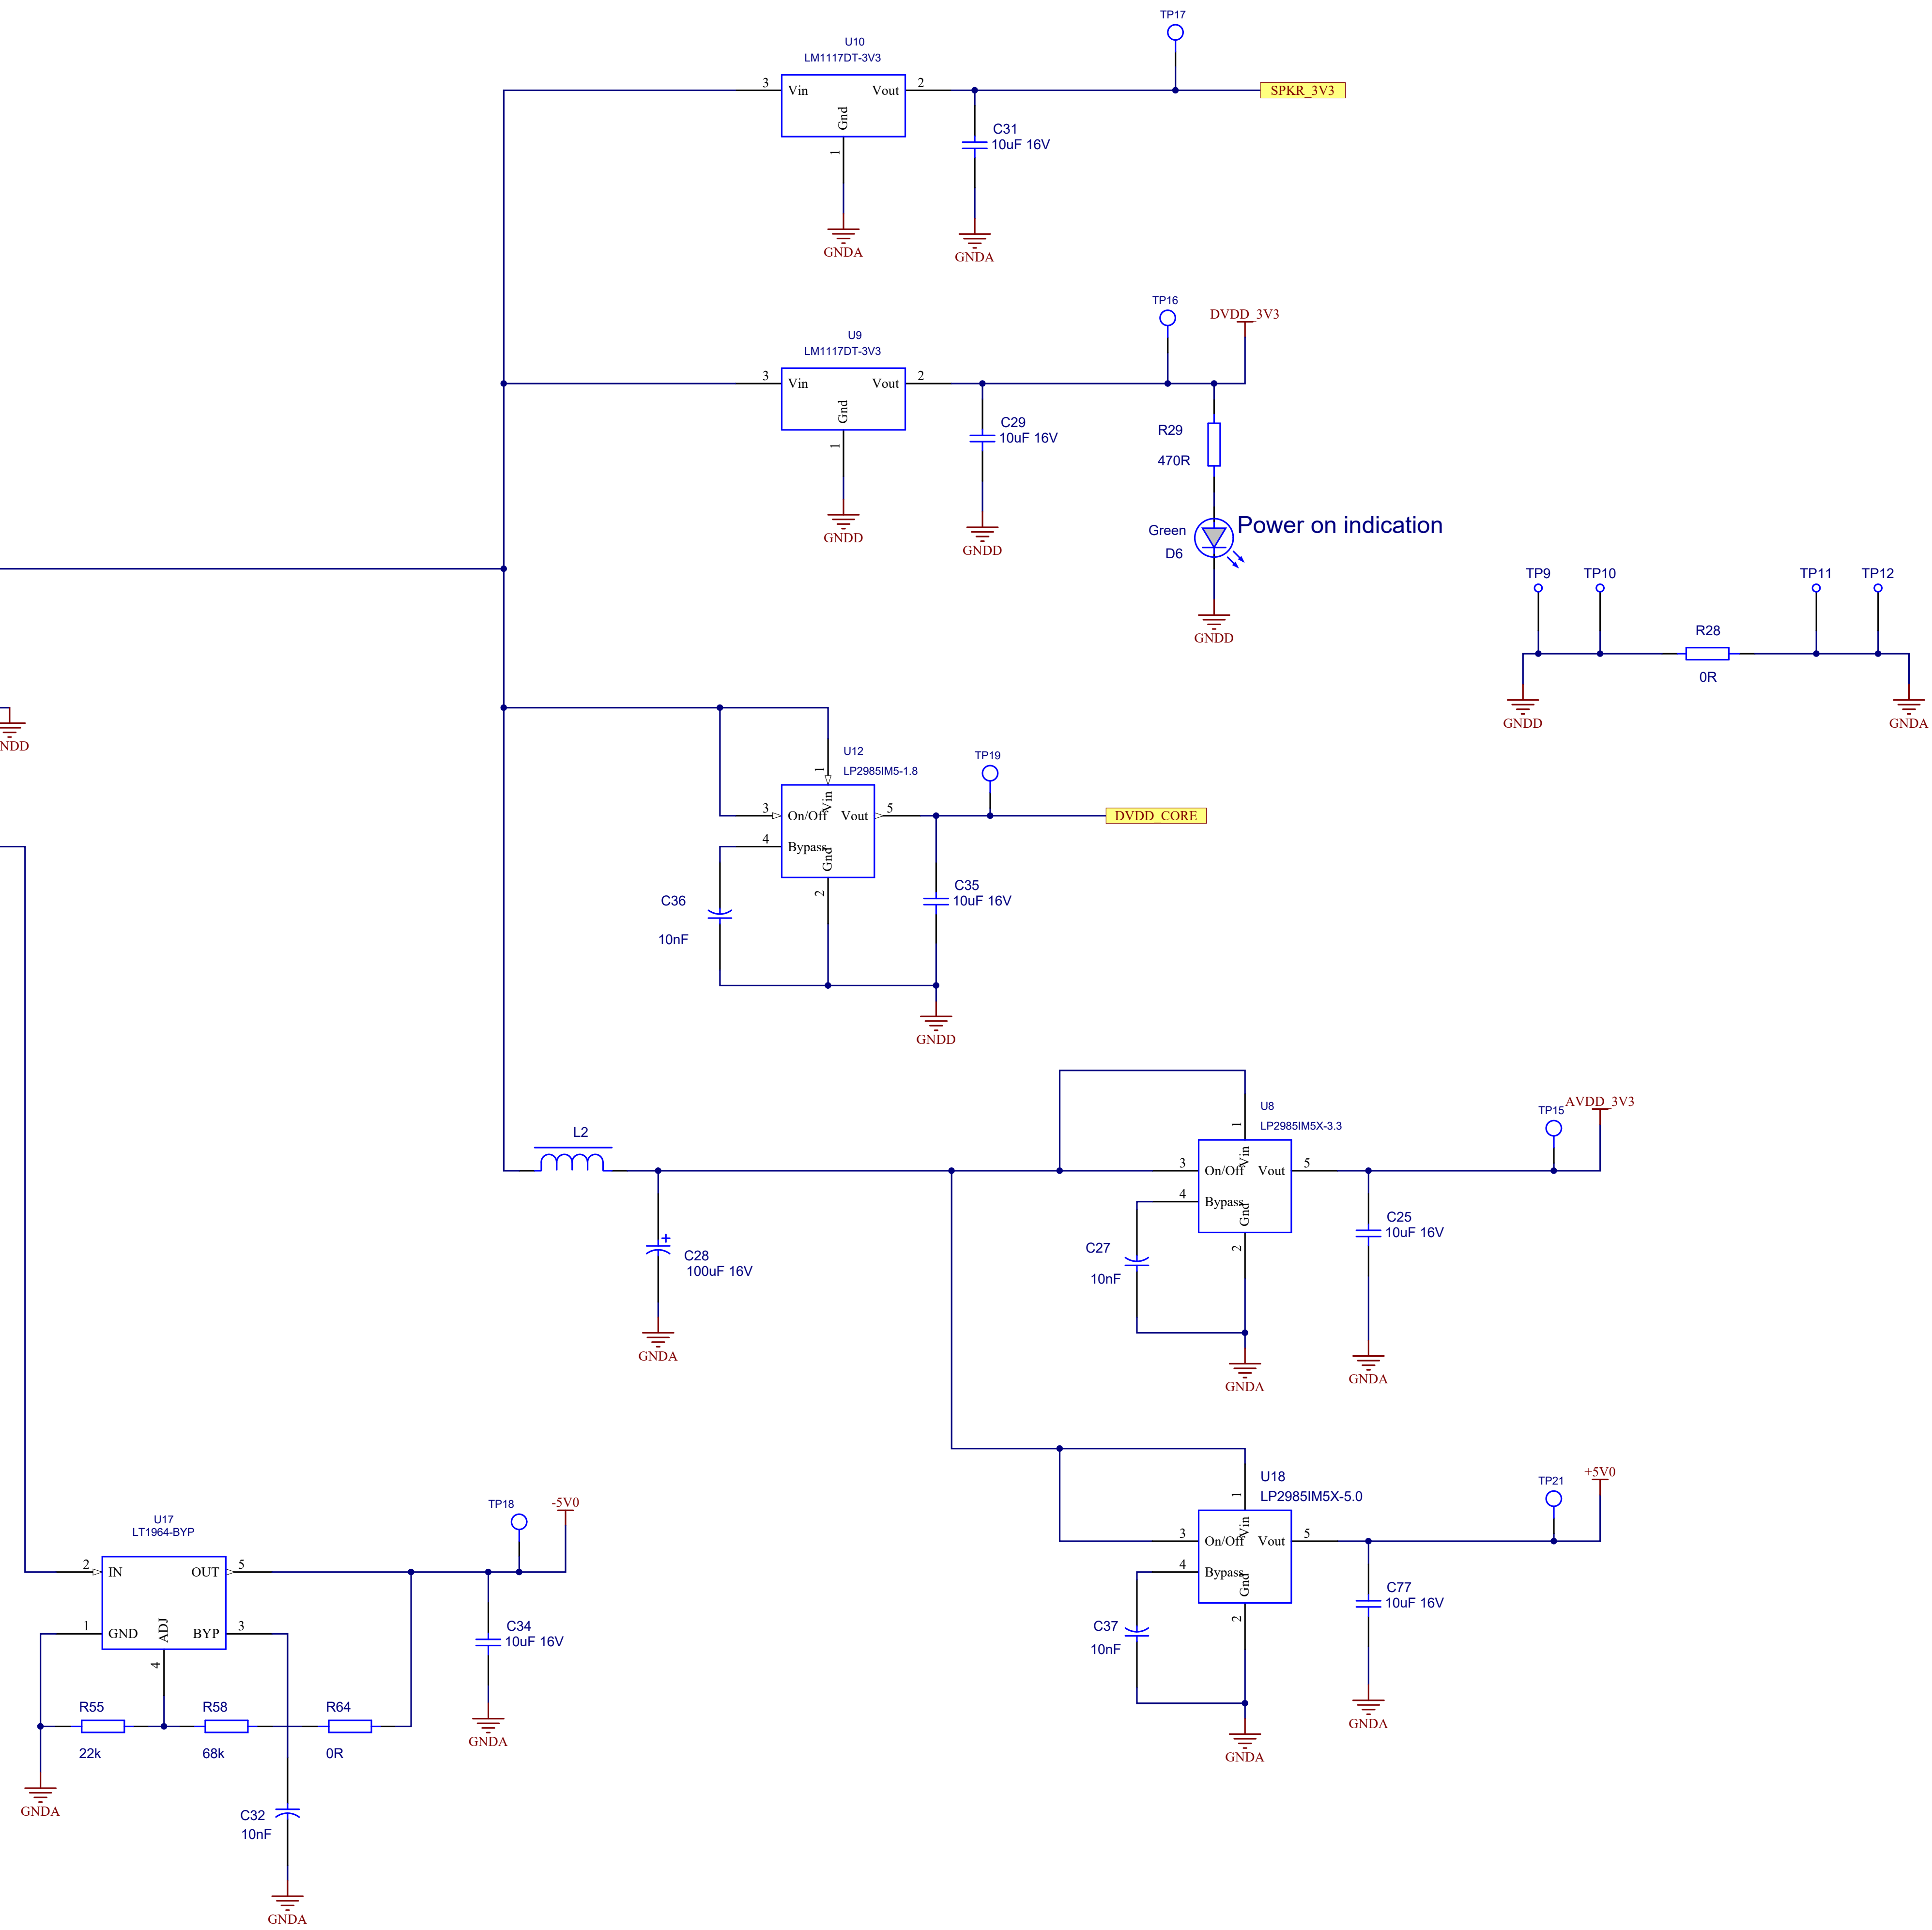 TP17
U10
LM1117DT-3V3
3 Vin Vout 2
Gnd
1
SPKR_3V3
C31
10uF 16V
GNDA
GNDA
TP16
DVDD_3V3
U9
LM1117DT-3V3
3 Vin Vout 2
Gnd
1
C29
10uF 16V
R29
470R
GNDD
GNDD
Green
D6
Power on indication
GNDD
TP9 TP10 TP11 TP12
R28
0R
GNDD
GNDA
NDD
U12
LP2985IM5-1.8
TP19
1
Vin
3 On/Off Vout 5
DVDD_CORE
4 Bypass
Gnd
2
C36
10nF
C35
10uF 16V
GNDD
L2
C28
100uF 16V
GNDA
U8
LP2985IM5X-3.3
TP15
AVDD_3V3
1
Vin
3 On/Off Vout 5
4 Bypass
Gnd
2
C27
10nF
C25
10uF 16V
GNDA
GNDA
U18
LP2985IM5X-5.0
TP21
+5V0
1
Vin
3 On/Off Vout 5
4 Bypass
Gnd
2
C37
10nF
C77
10uF 16V
GNDA
GNDA
U17
LT1964-BYP
TP18
-5V0
2 IN OUT 5
1 GND BYP 3
ADJ
4
C34
10uF 16V
GNDA
R55
22k
R58
68k
R64
0R
GNDA
C32
10nF
GNDA